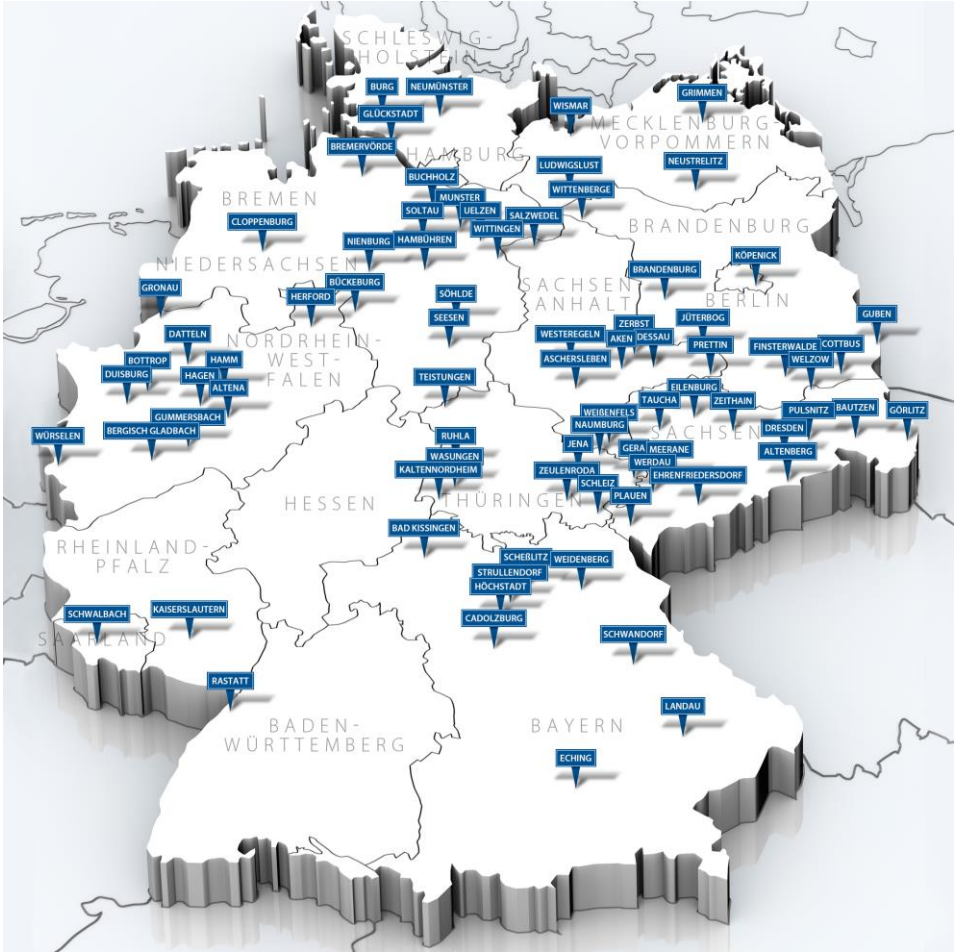 SCHLESWIG-
HOLSTEIN
BURG
NEUMÜNSTER
GLÜCKSTADT
WISMAR
GRIMMEN
MECKLENBURG-
VORPOMMERN
BREMERVÖRDE
HAMBURG
LUDWIGSLUST
NEUSTRELITZ
BUCHHOLZ
BREMEN
MUNSTER
WITTENBERGE
SOLTAU
UELZEN
SALZWEDEL
CLOPPENBURG
WITTINGEN
BRANDENBURG
NIENBURG
HAMBÜHREN
KÖPENICK
NIEDERSACHSEN
BRANDENBURG
GRONAU
BÜCKEBURG
HERFORD
SÖHLDE
SACHSEN
ANHALT
BERLIN
SEESEN
GUBEN
DATTELN
NORDRHEIN-
WEST-
FALEN
WESTEREGELN
ZERBST
JÜTERBOG
AKEN
DESSAU
PRETTIN
FINSTERWALDE
COTTBUS
BOTTROP
HAMM
ASCHERSLEBEN
WELZOW
DUISBURG
HAGEN
ALTENA
TEISTUNGEN
EILENBURG
TAUCHA
ZEITHAIN
GUMMERSBACH
WEIßENFELS
PULSNITZ
BAUTZEN
GÖRLITZ
BERGISCH GLADBACH
NAUMBURG
SACHSEN
DRESDEN
WÜRSELEN
RUHLA
JENA
GERA
MEERANE
ALTENBERG
WASUNGEN
WERDAU
KALTENNORDHEIM
ZEULENRODA
EHRENFRIEDERSDORF
SCHLEIZ
HESSEN
THÜRINGEN
PLAUEN
BAD KISSINGEN
RHEINLAND-
PFALZ
SCHEßLITZ
WEIDENBERG
STRULLENDORF
HÖCHSTADT
SCHWALBACH
KAISERSLAUTERN
CADOLZBURG
SAARLAND
SCHWANDORF
RASTATT
LANDAU
BADEN-
WÜRTTEMBERG
BAYERN
ECHING